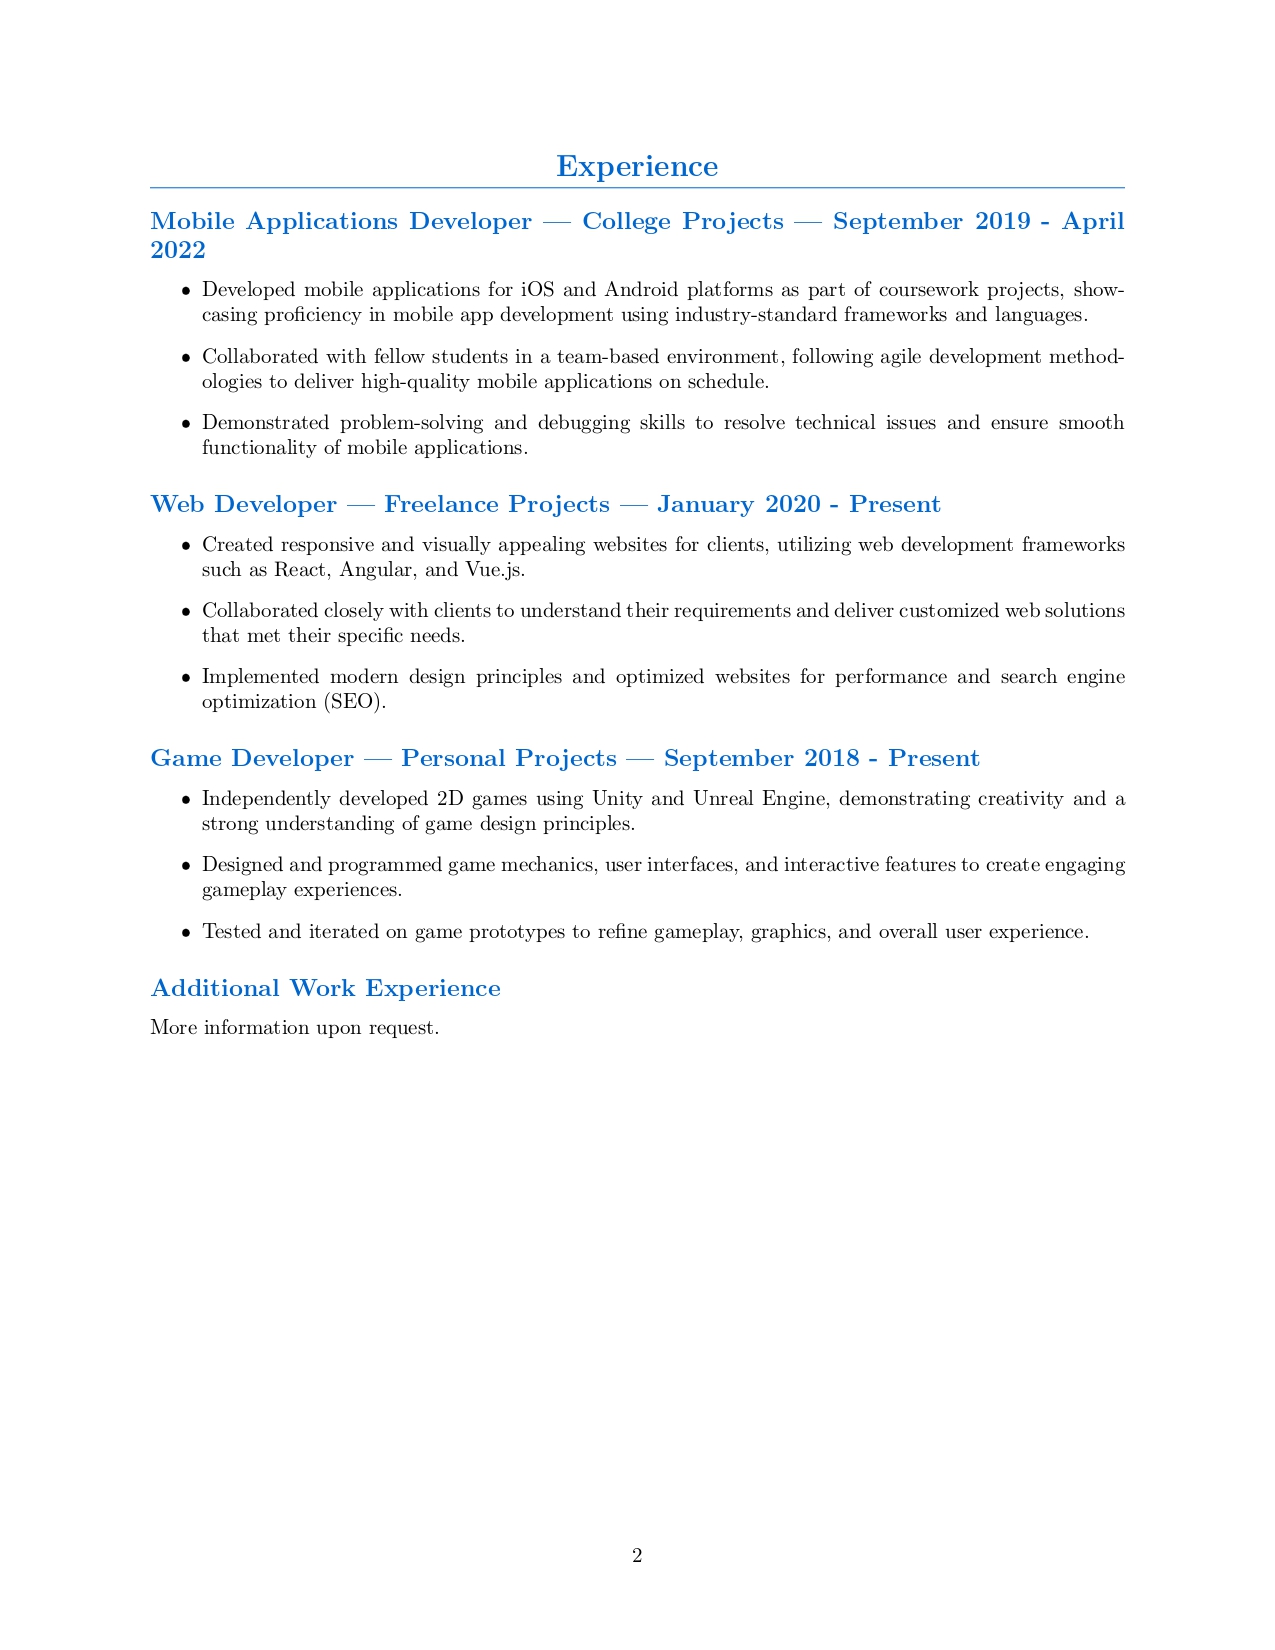 Experience
Mobile Applications Developer — College Projects — September 2019 - April
2022
• Developed mobile applications for iOS and Android platforms as part of coursework projects, show-
casing proficiency in mobile app development using industry-standard frameworks and languages.
• Collaborated with fellow students in a team-based environment, following agile development method-
ologies to deliver high-quality mobile applications on schedule.
• Demonstrated problem-solving and debugging skills to resolve technical issues and ensure smooth
functionality of mobile applications.
Web Developer — Freelance Projects — January 2020 - Present
• Created responsive and visually appealing websites for clients, utilizing web development frameworks
such as React, Angular, and Vue.js.
• Collaborated closely with clients to understand their requirements and deliver customized web solutions
that met their specific needs.
• Implemented modern design principles and optimized websites for performance and search engine
optimization (SEO).
Game Developer — Personal Projects — September 2018 - Present
• Independently developed 2D games using Unity and Unreal Engine, demonstrating creativity and a
strong understanding of game design principles.
• Designed and programmed game mechanics, user interfaces, and interactive features to create engaging
gameplay experiences.
• Tested and iterated on game prototypes to refine gameplay, graphics, and overall user experience.
Additional Work Experience
More information upon request.
2